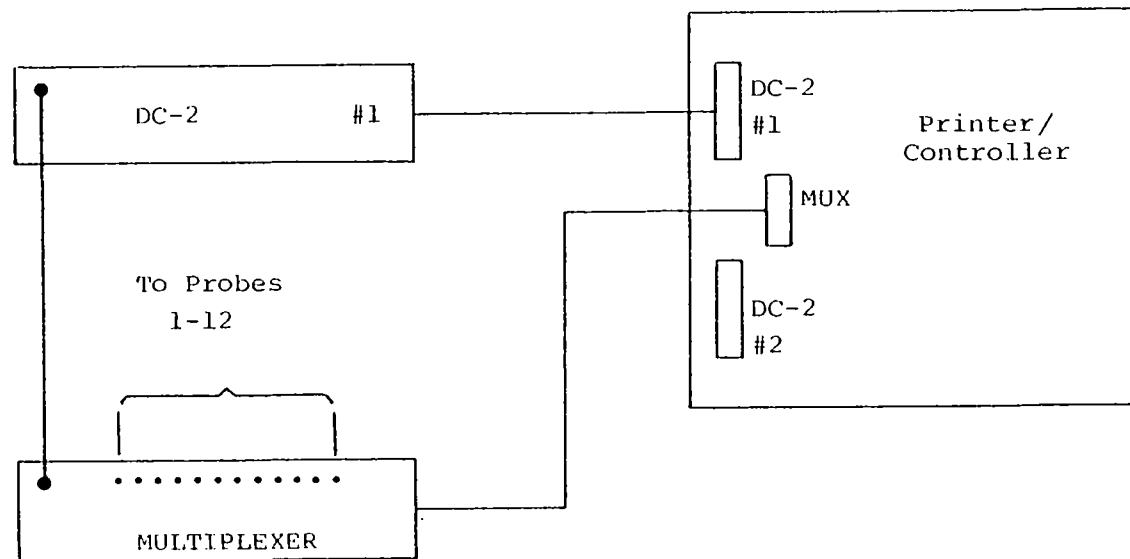 DC-2 #1
DC-2
#1
Printer/
Controller
MUX
To Probes
1-12
DC-2
#2
MULTIPLEXER